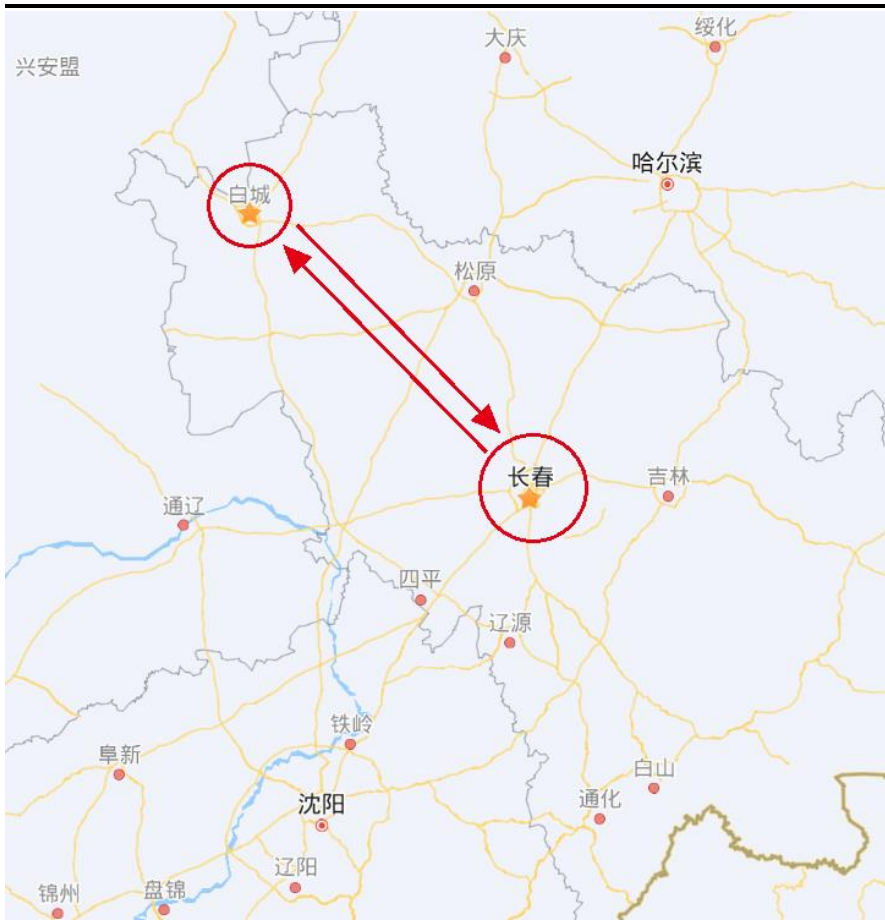 大庆
绥化
兴安盟
哈尔滨
白城
松原
长春
吉林
通辽
四平
辽源
铁岭
阜新
白山
通化
沈阳
辽阳
锦州
盘锦